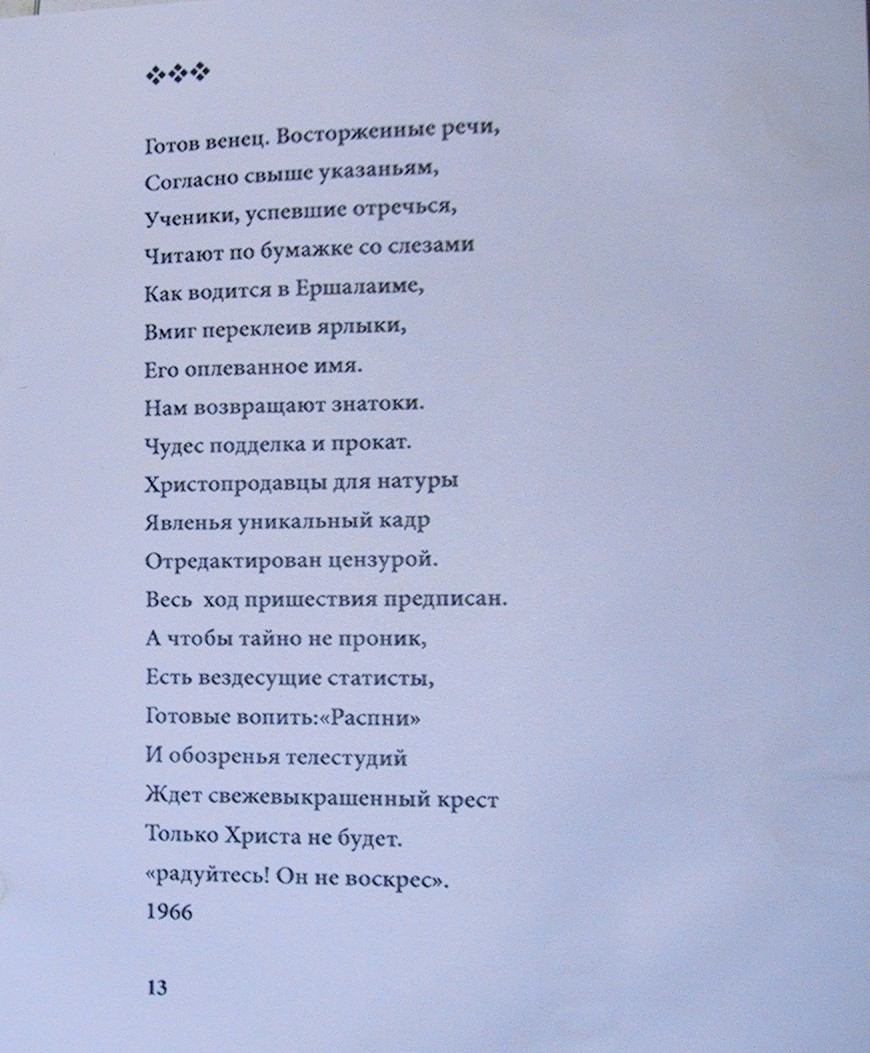 ❖❖❖
Готов венец. Восторженные речи,
Согласно свыше указаньям,
Ученики, успевшие отречься,
Читают по бумажке со слезами
Как водится в Ершалаиме,
Вмиг переклеив ярлыки,
Его оплеванное имя.
Нам возвращают знатоки.
Чудес подделка и прокат.
Христопродавцы для натуры
Явленья уникальный кадр
Отредактирован цензурой.
Весь  ход пришествия предписан.
А чтобы тайно не проник,
Есть вездесущие статисты,
Готовые вопить:«Распни»
И обозренья телестудий
Ждет свежевыкрашенный крест
Только Христа не будет.
«радуйтесь! Он не воскрес».
1966
13